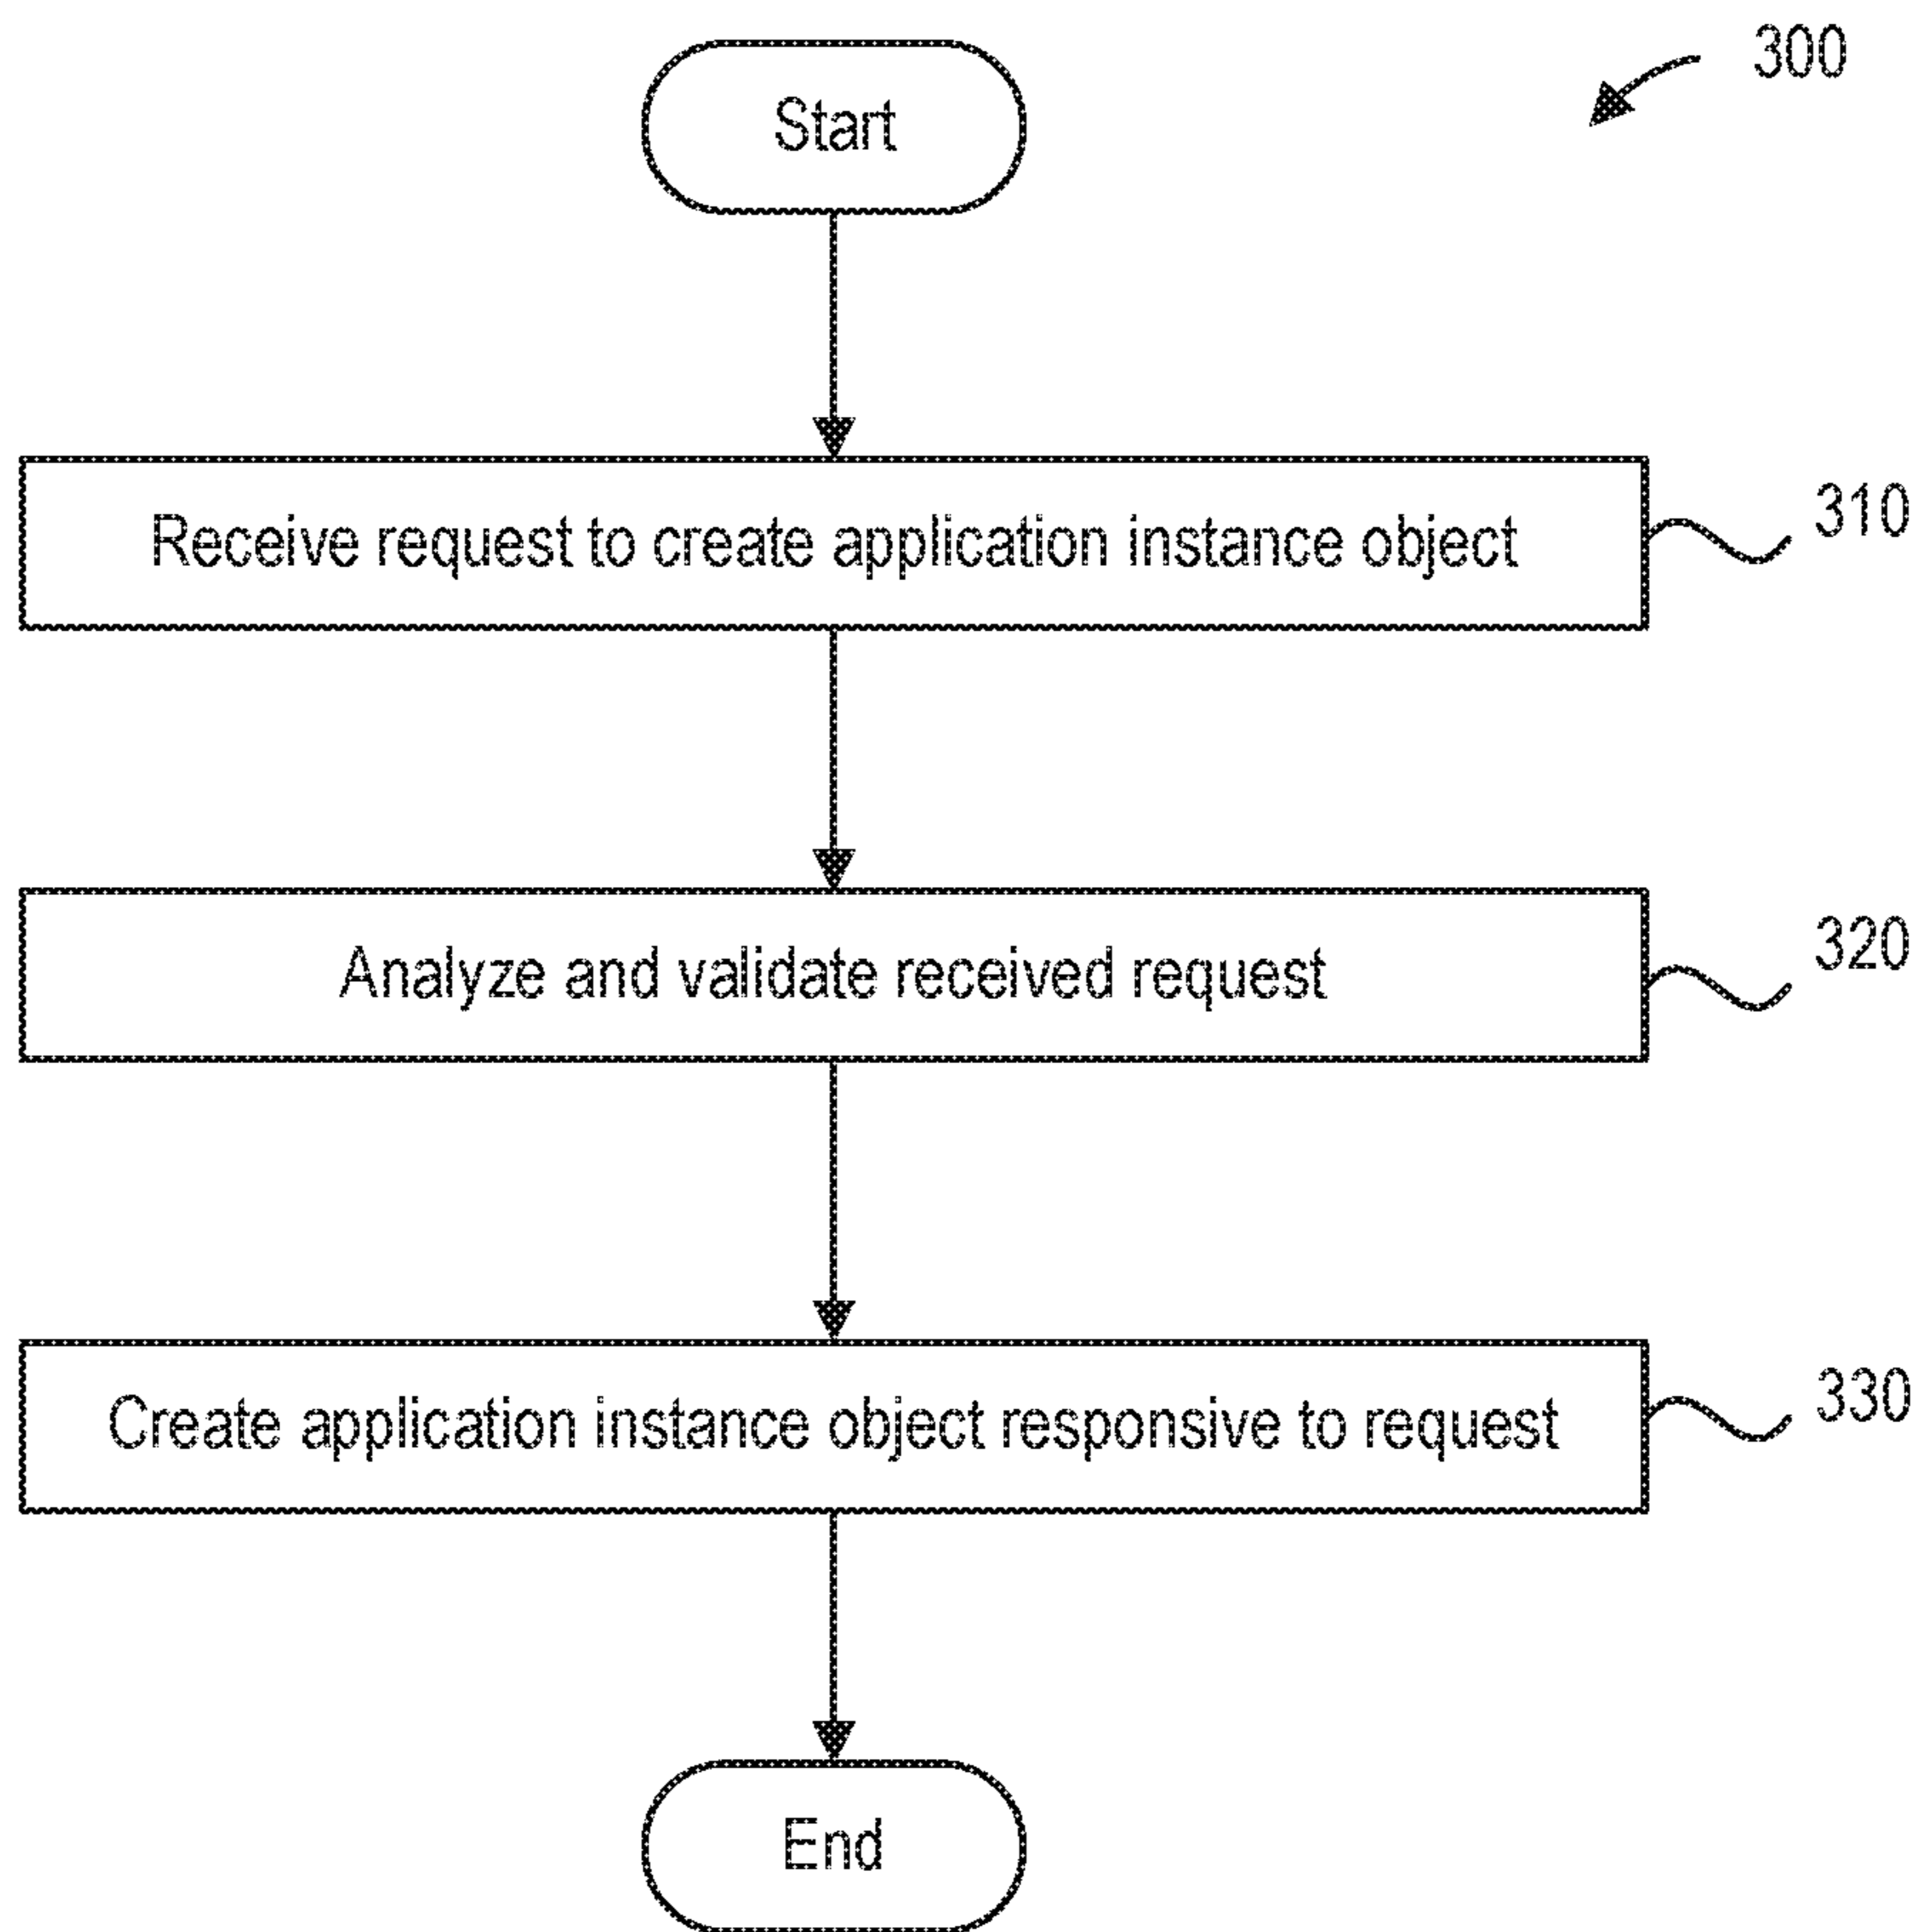 300
Start
Receive request to create application instance object
310
Analyze and validate received request
320
Create application instance object responsive to request
330
End